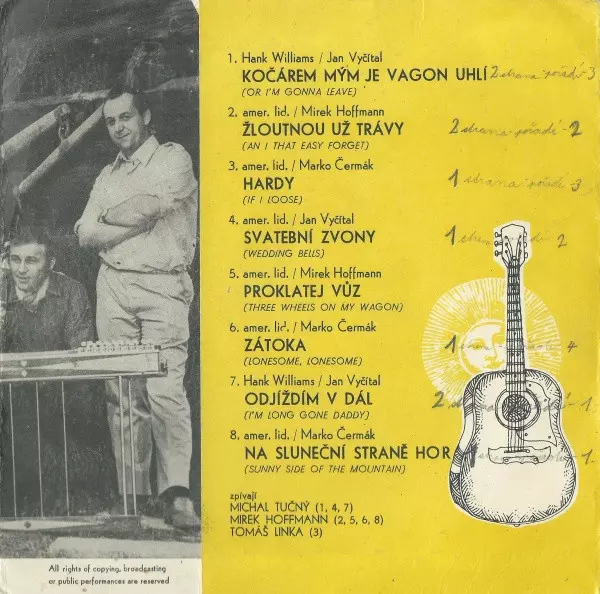 1. Hank Williams / Jan Vyčítal
KOČÁREM MÝM JE VAGON UHLÍ 2 strana pořadí 3
(OR I'M GONNA LEAVE)
2. amer. lid. / Mirek Hoffmann
ŽLOUTNOU UŽ TRÁVY 2 strana pořadí - 2
(AN I THAT EASY FORGET)
3. amer. lid. / Marko Čermák
HARDY 1 strana pořadí - 3
(IF I LOOSE)
4. amer. lid. / Jan Vyčítal
SVATEBNÍ ZVONY 1 2
(WEDDING BELLS)
5. amer. lid. / Mirek Hoffmann
PROKLATEJ VŮZ
(THREE WHEELS ON MY WAGON)
6. amer. lid. / Marko Čermák
ZÁTOKA 1 4
(LONESOME, LONESOME)
7. Hank Williams / Jan Vyčítal
ODJÍŽDÍM V DÁL 2 1.
(I'M LONG GONE DADDY)
8. amer. lid. / Marko Čermák
NA SLUNEČNÍ STRANĚ HOR 1.
(SUNNY SIDE OF THE MOUNTAIN)
zpívají
MICHAL TUČNÝ (1, 4, 7)
MIREK HOFFMANN (2, 5, 6, 8)
TOMÁŠ LINKA (3)
All rights of copying, broadcasting
or public performances are reserved